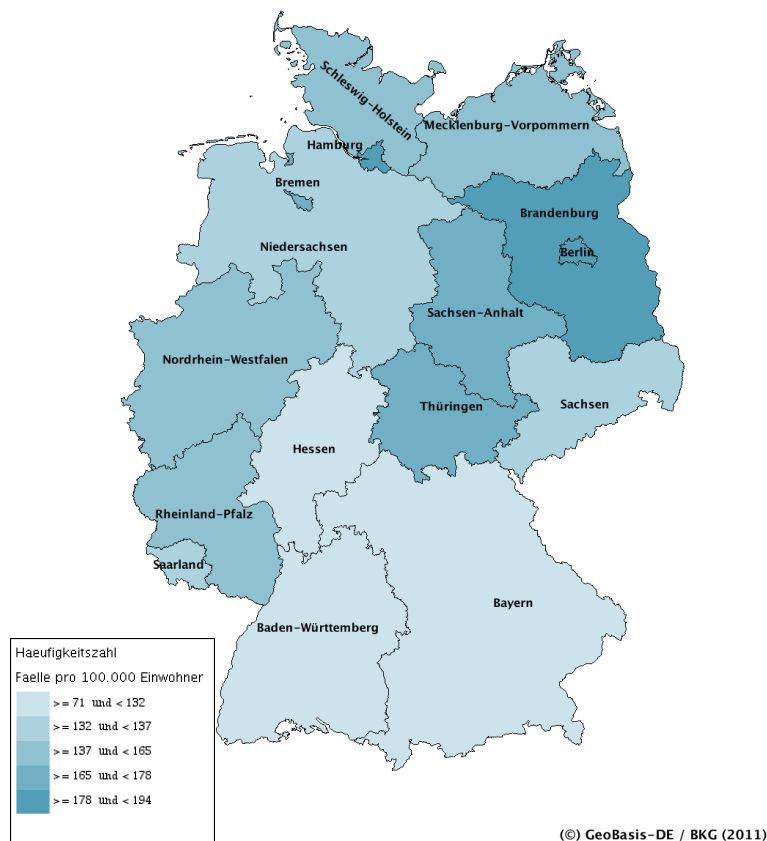 Schleswig-Holstein
Mecklenburg-Vorpommern
Hamburg
Bremen
Brandenburg
Niedersachsen
Berlin
Sachsen-Anhalt
Nordrhein-Westfalen
Thüringen
Sachsen
Hessen
Rheinland-Pfalz
Saarland
Bayern
Baden-Württemberg
Haeufigkeitszahl
Faelle pro 100.000 Einwohner
>= 71 und < 132
>= 132 und < 137
>= 137 und < 165
>= 165 und < 178
>= 178 und < 194
(©) GeoBasis-DE / BKG (2011)